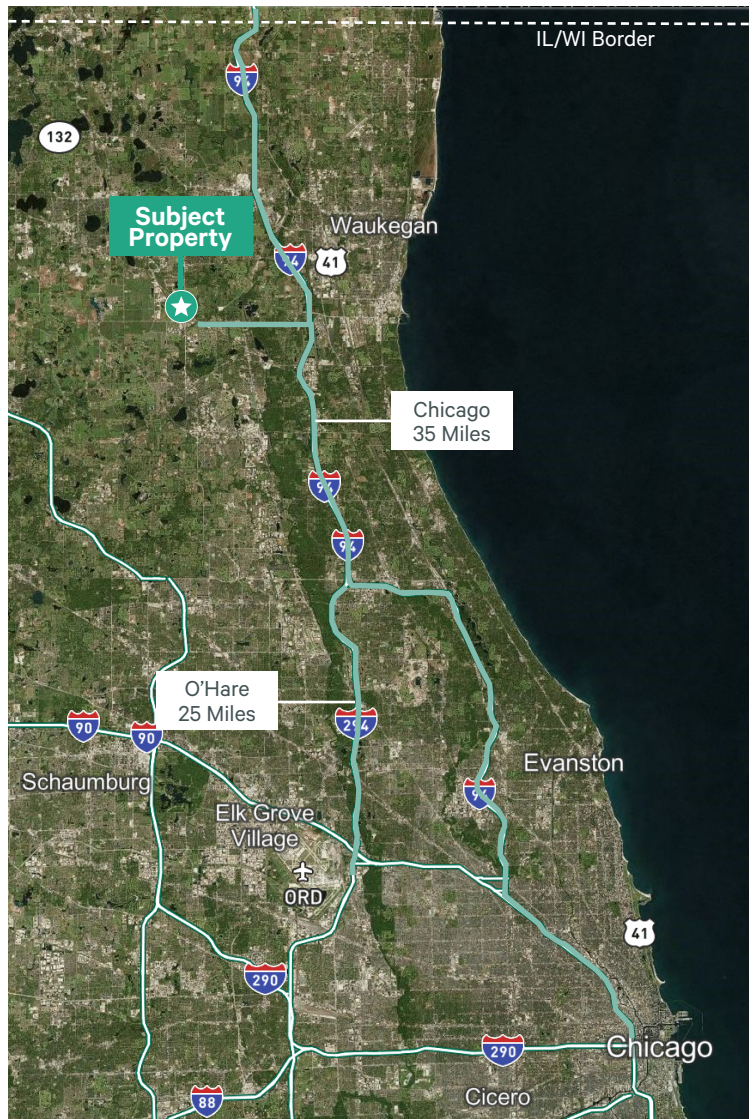 IL/WI Border
94
132
Subject
Property
Waukegan
94
41
Chicago
35 Miles
94
94
O'Hare
25 Miles
294
90
90
Schaumburg
Evanston
94
Elk Grove
Village
ORD
41
290
290
Chicago
88
Cicero